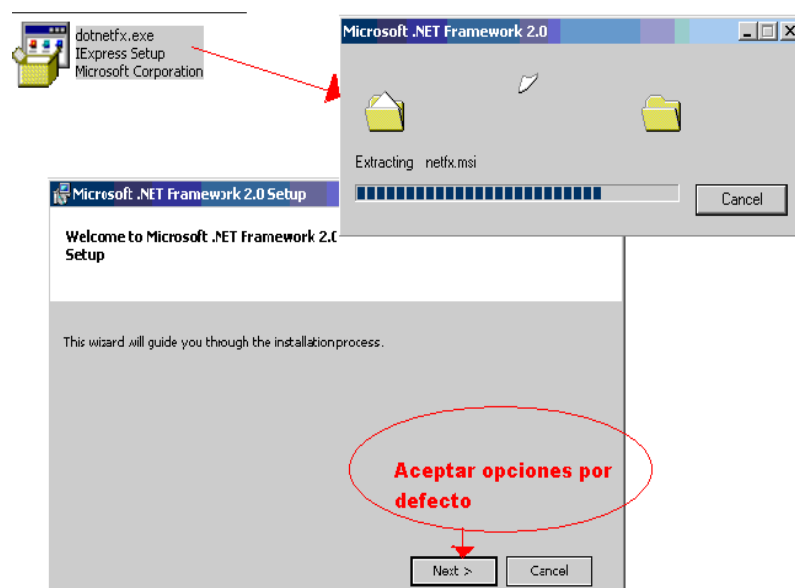 dotnetfx.exe
IExpress Setup
Microsoft Corporation
Microsoft .NET Framework 2.0
Extracting netfx.msi
Cancel
Microsoft .NET Framework 2.0 Setup
Welcome to Microsoft .NET Framework 2.0
Setup
This wizard will guide you through the installation process.
Aceptar opciones por
defecto
Next >
Cancel